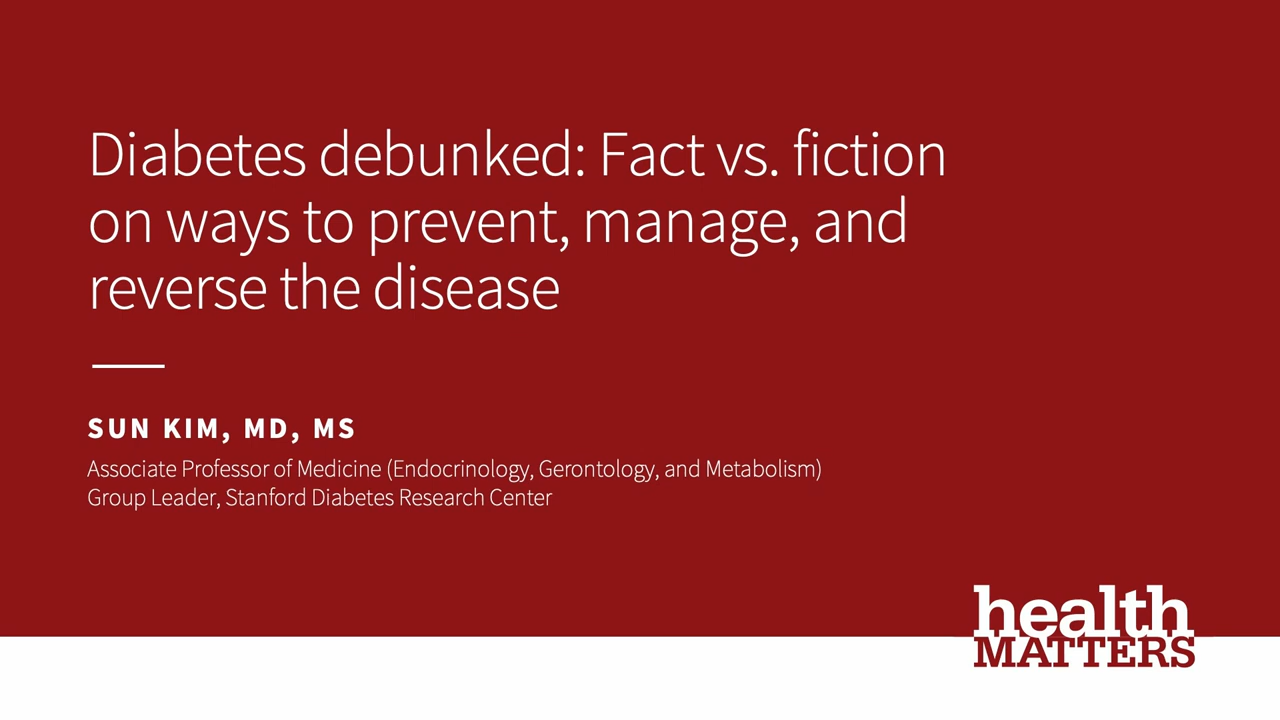 Diabetes debunked: Fact vs. fiction
on ways to prevent, manage, and
reverse the disease
SUN KIM, MD, MS
Associate Professor of Medicine (Endocrinology, Gerontology, and Metabolism)
Group Leader, Stanford Diabetes Research Center
health
MATTERS